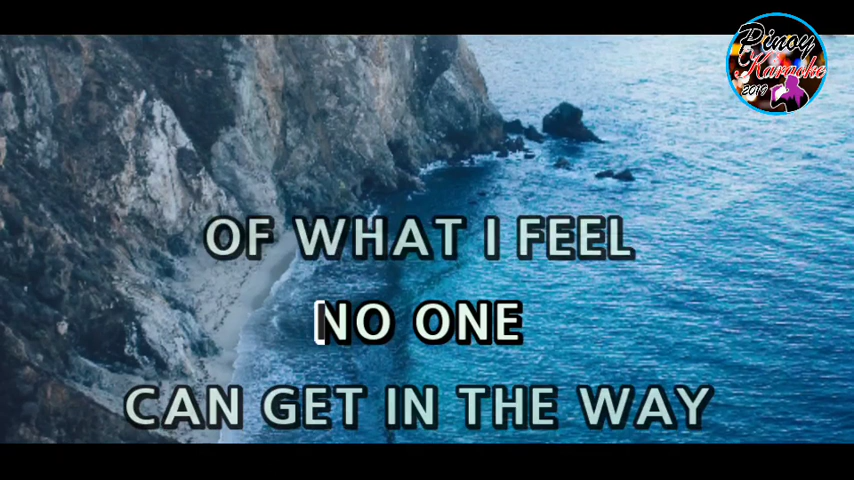 Pinoy
Karaoke
2019
OF WHAT I FEEL
NO ONE
CAN GET IN THE WAY